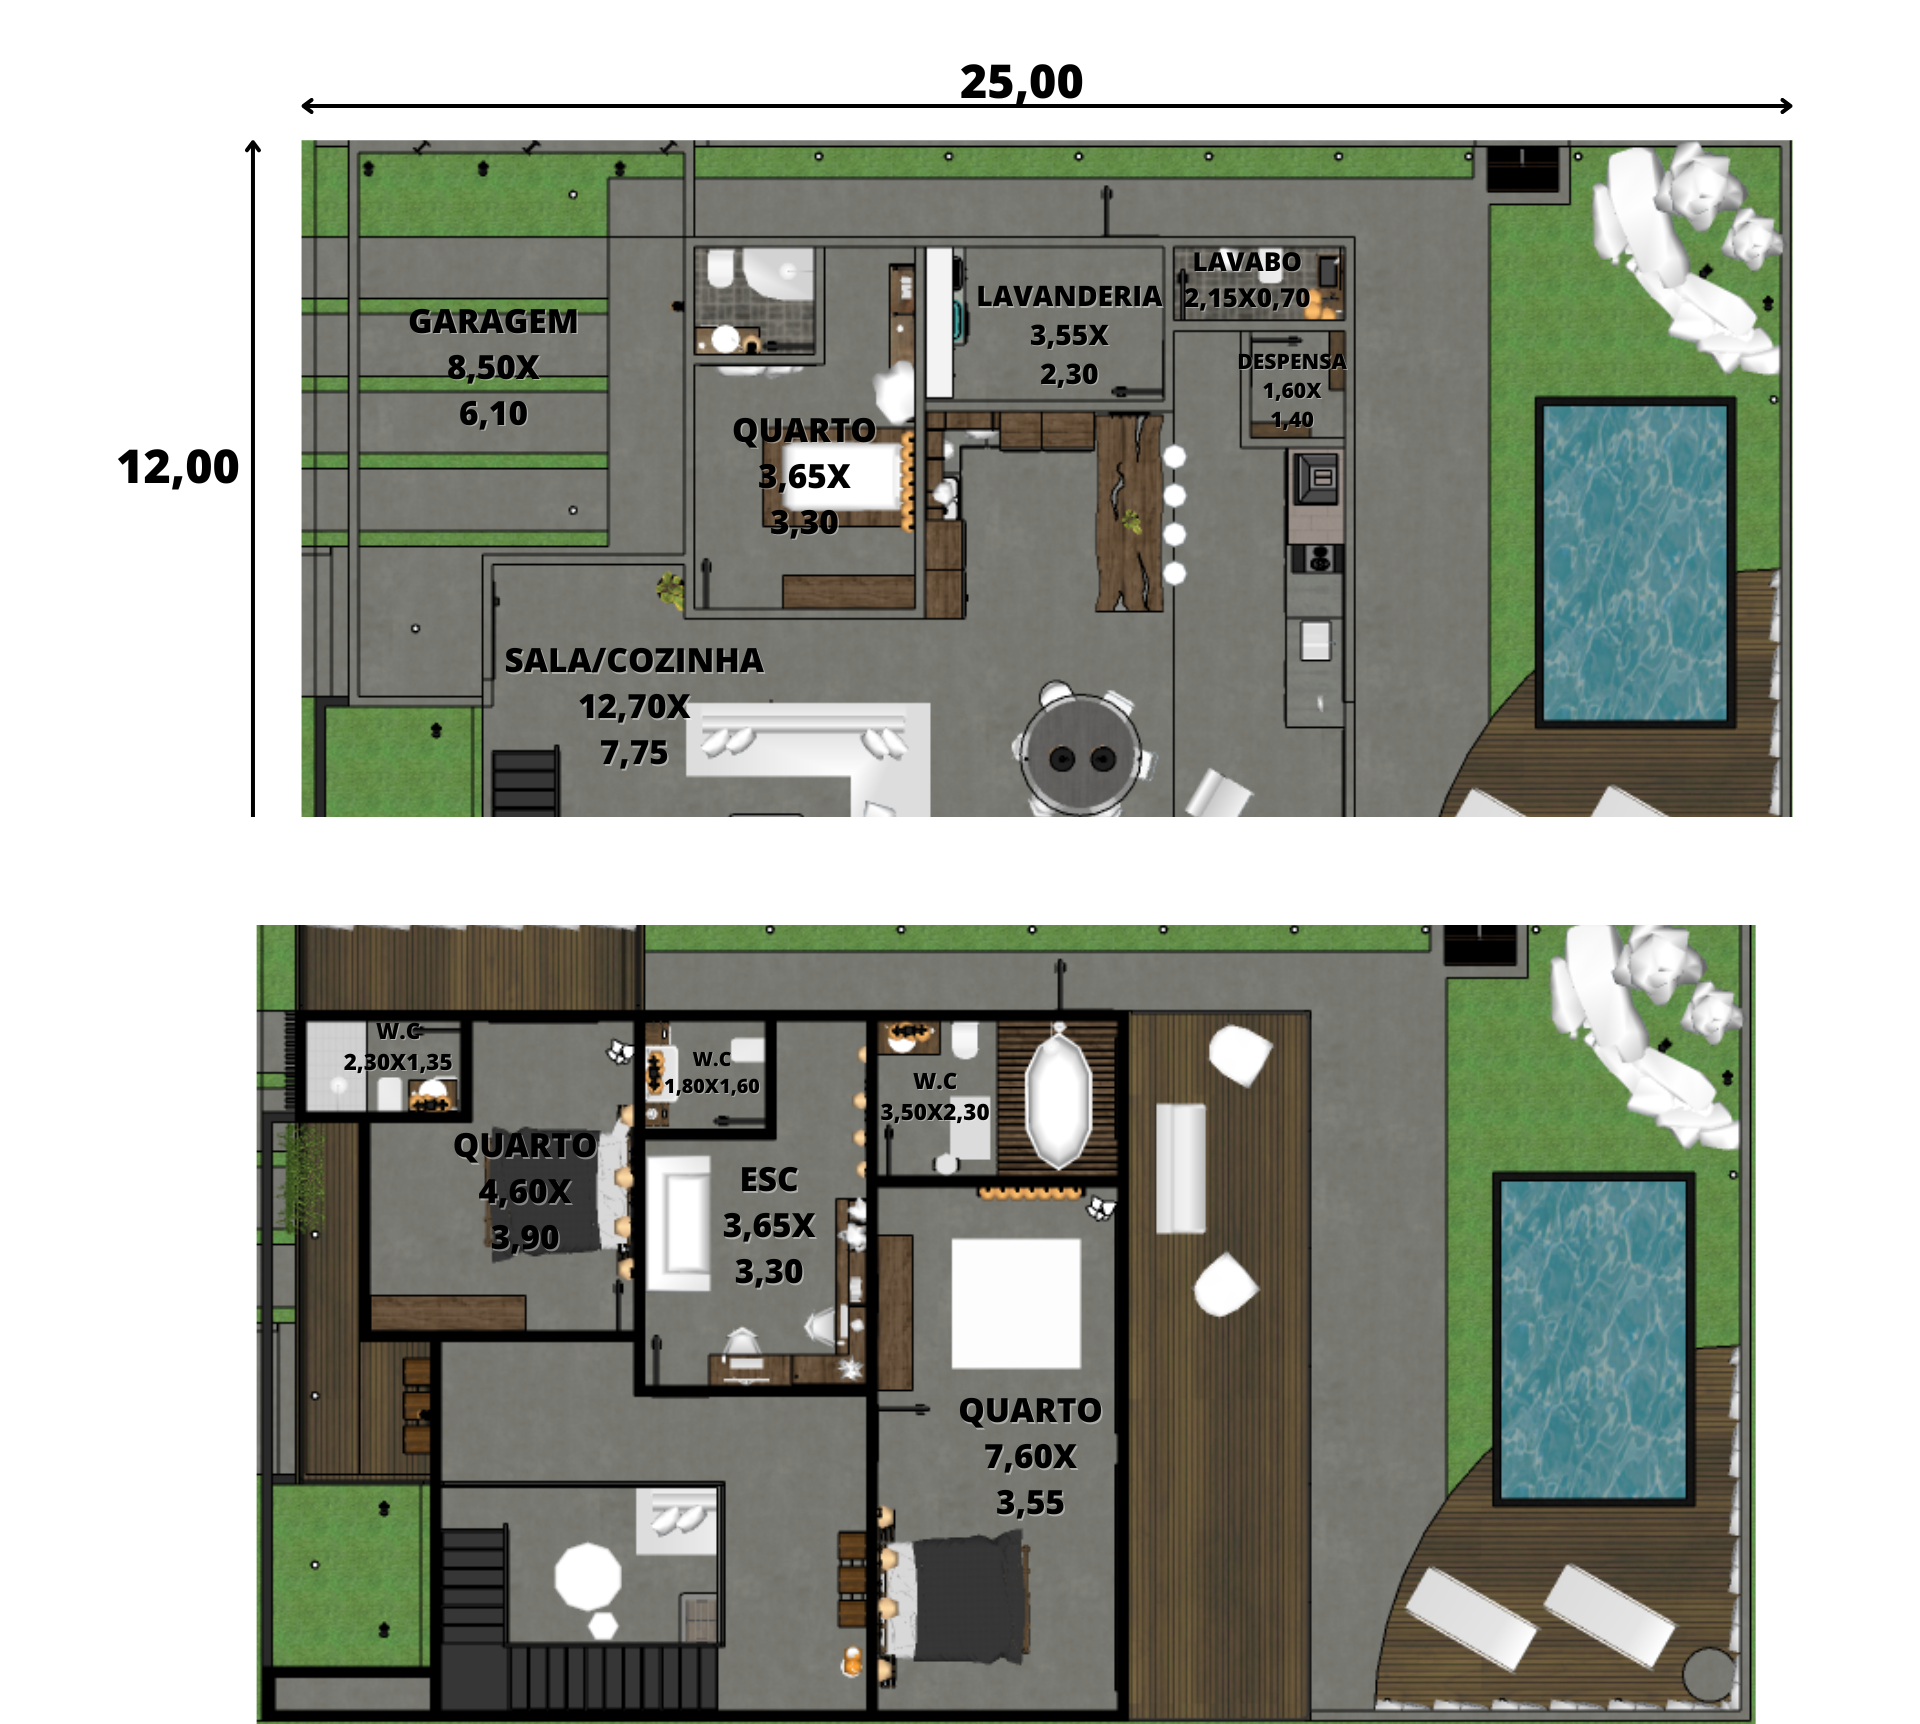 25,00
12,00
GARAGEM
8,50X
6,10
QUARTO
3,65X
3,30
LAVANDERIA
3,55X
2,30
LAVABO
2,15X0,70
DESPENSA
1,60X
1,40
SALA/COZINHA
12,70X
7,75
W.C
2,30X1,35
QUARTO
4,60X
3,90
W.C
1,80X1,60
ESC
3,65X
3,30
W.C
3,50X2,30
QUARTO
7,60X
3,55